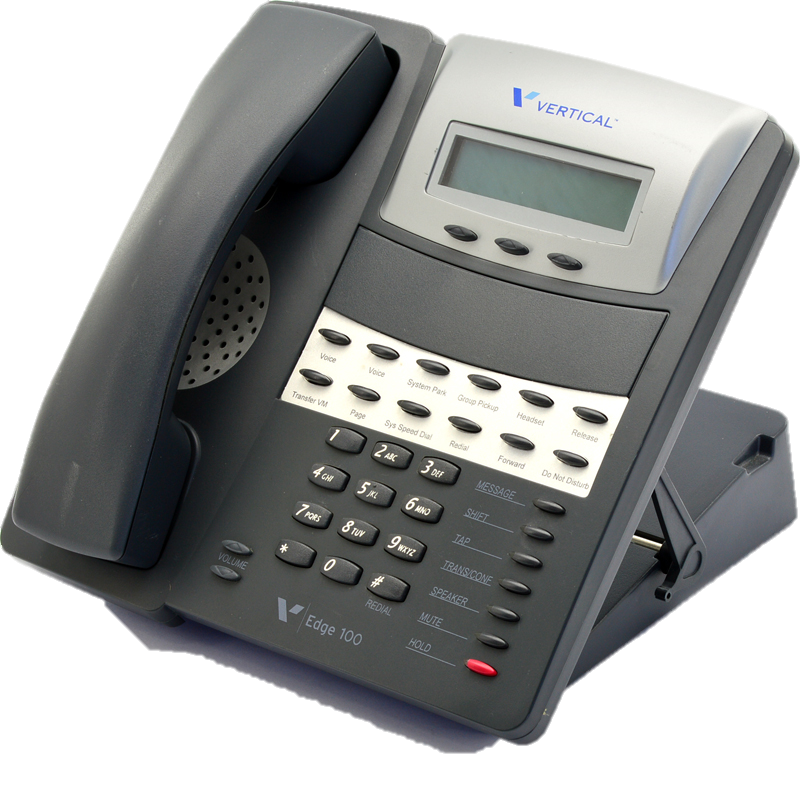 VERTICAL™
Voice Voice System Park Group Pickup Headset Release
Transfer VM Page Sys Speed Dial Redial Forward Do Not Disturb
1 2 ABC 3 DEF
4 GHI 5 JKL 6 MNO
7 PQRS 8 TUV 9 WXYZ
* 0 #
REDIAL
VOLUME
MESSAGE
SHIFT
TAP
TRANS/CONF
SPEAKER
MUTE
HOLD
Edge 100